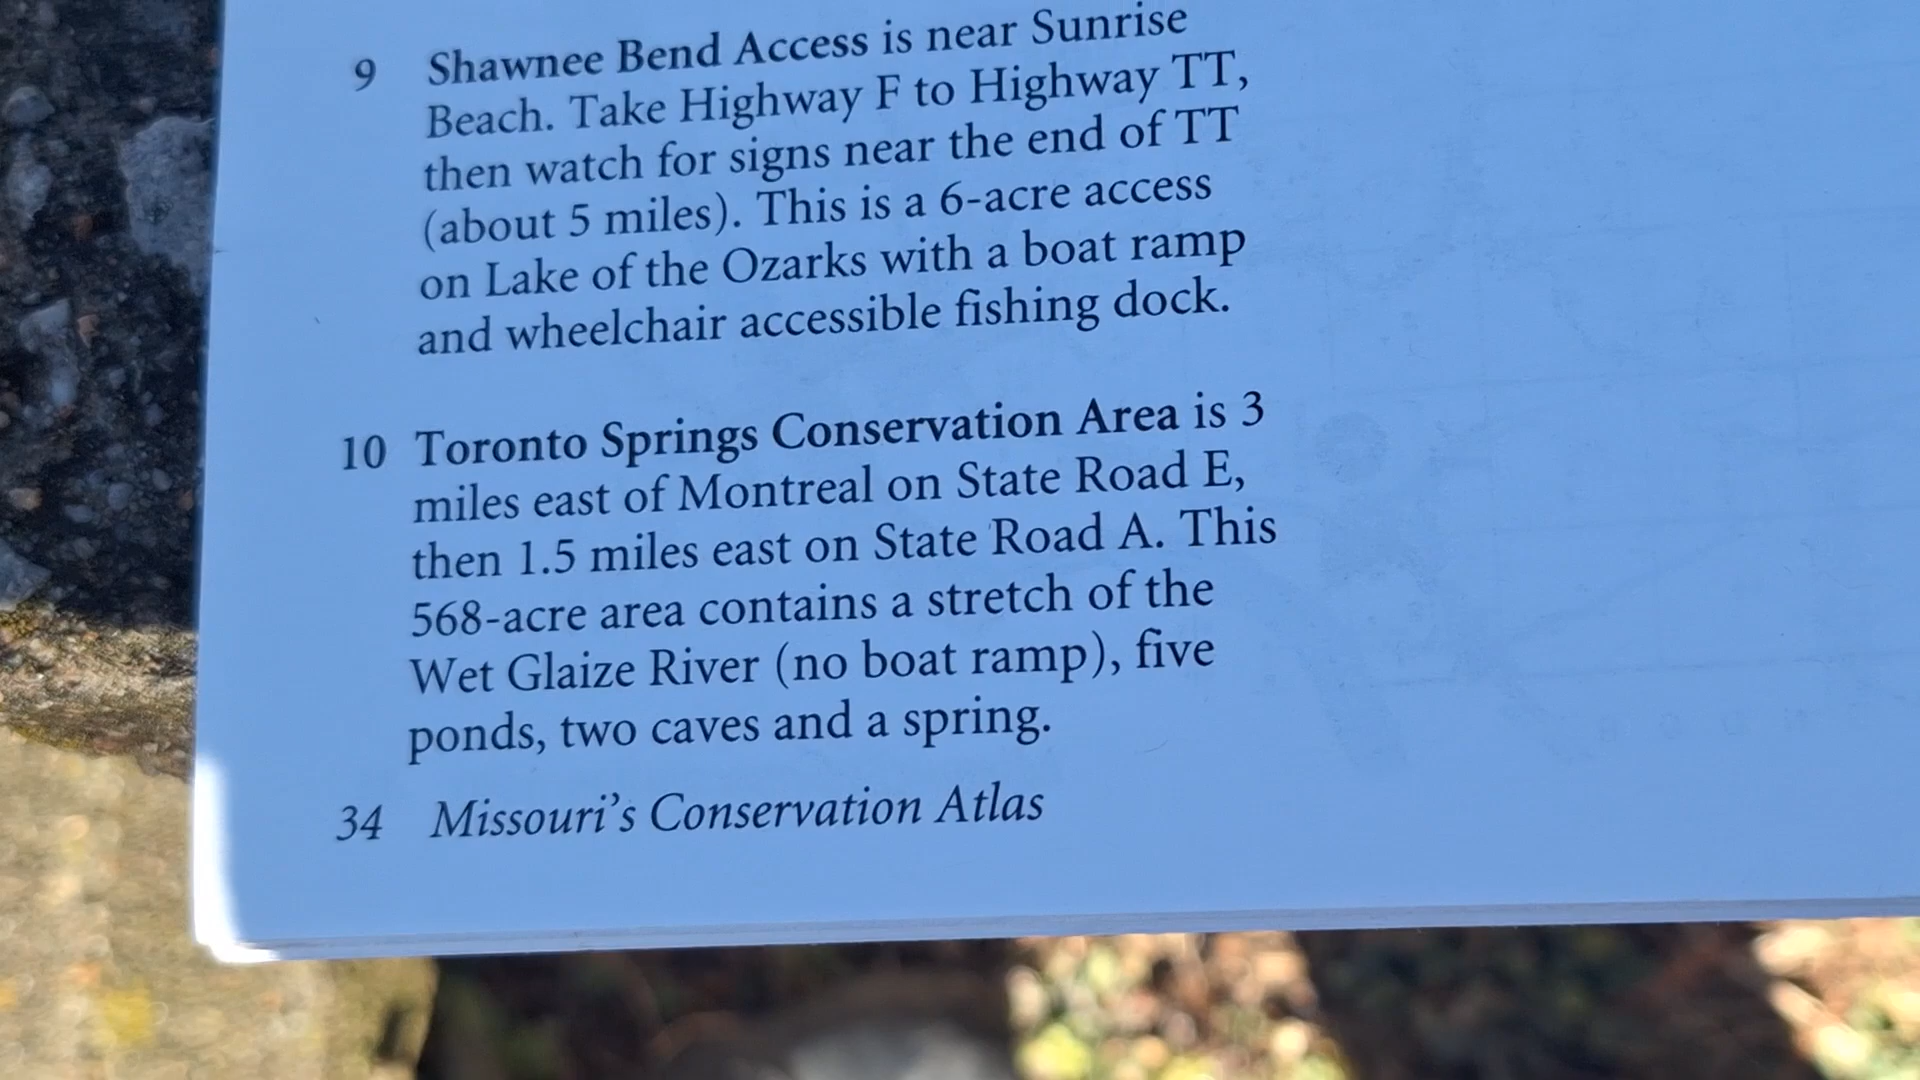 9 Shawnee Bend Access is near Sunrise
Beach. Take Highway F to Highway TT,
then watch for signs near the end of TT
(about 5 miles). This is a 6-acre access
on Lake of the Ozarks with a boat ramp
and wheelchair accessible fishing dock.
10 Toronto Springs Conservation Area is 3
miles east of Montreal on State Road E,
then 1.5 miles east on State Road A. This
568-acre area contains a stretch of the
Wet Glaize River (no boat ramp), five
ponds, two caves and a spring.
34 Missouri's Conservation Atlas